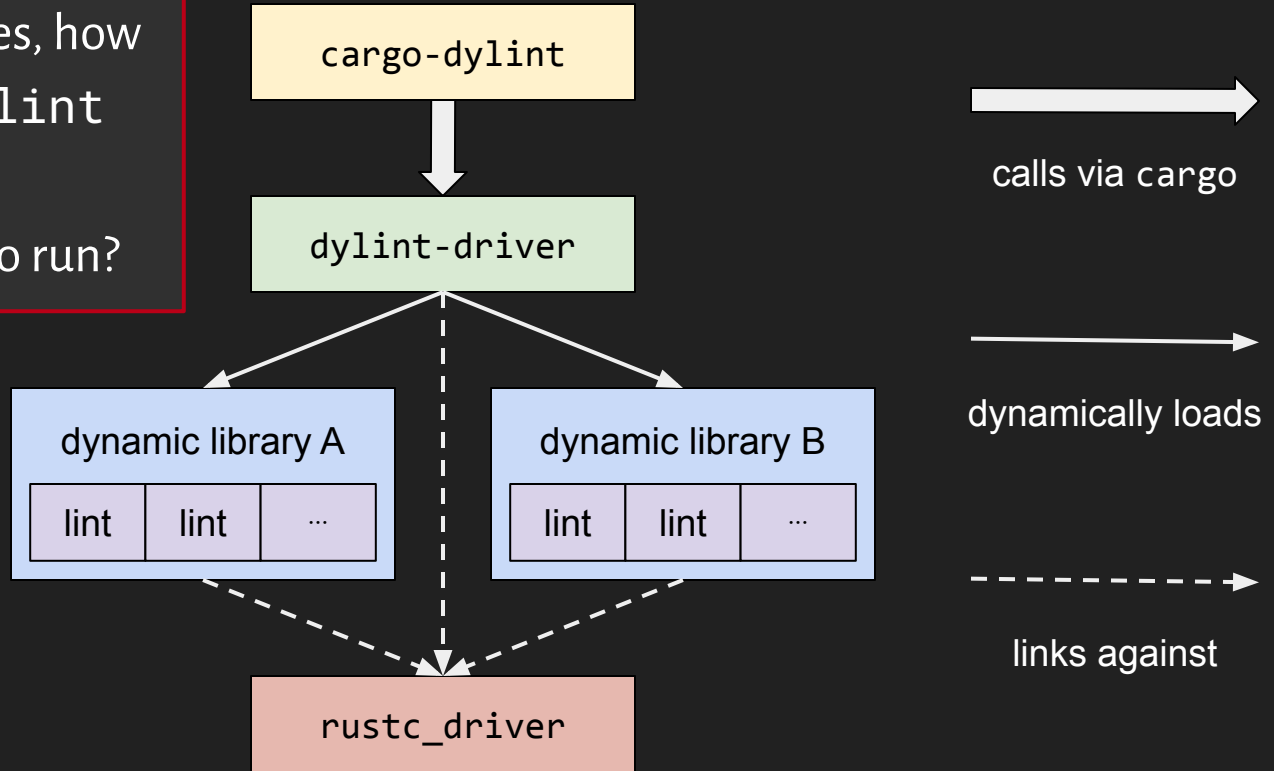 es, how
lint
o run?
cargo-dylint
calls via cargo
dylint-driver
dynamically loads
dynamic library A
lint lint ...
dynamic library B
lint lint ...
links against
rustc_driver